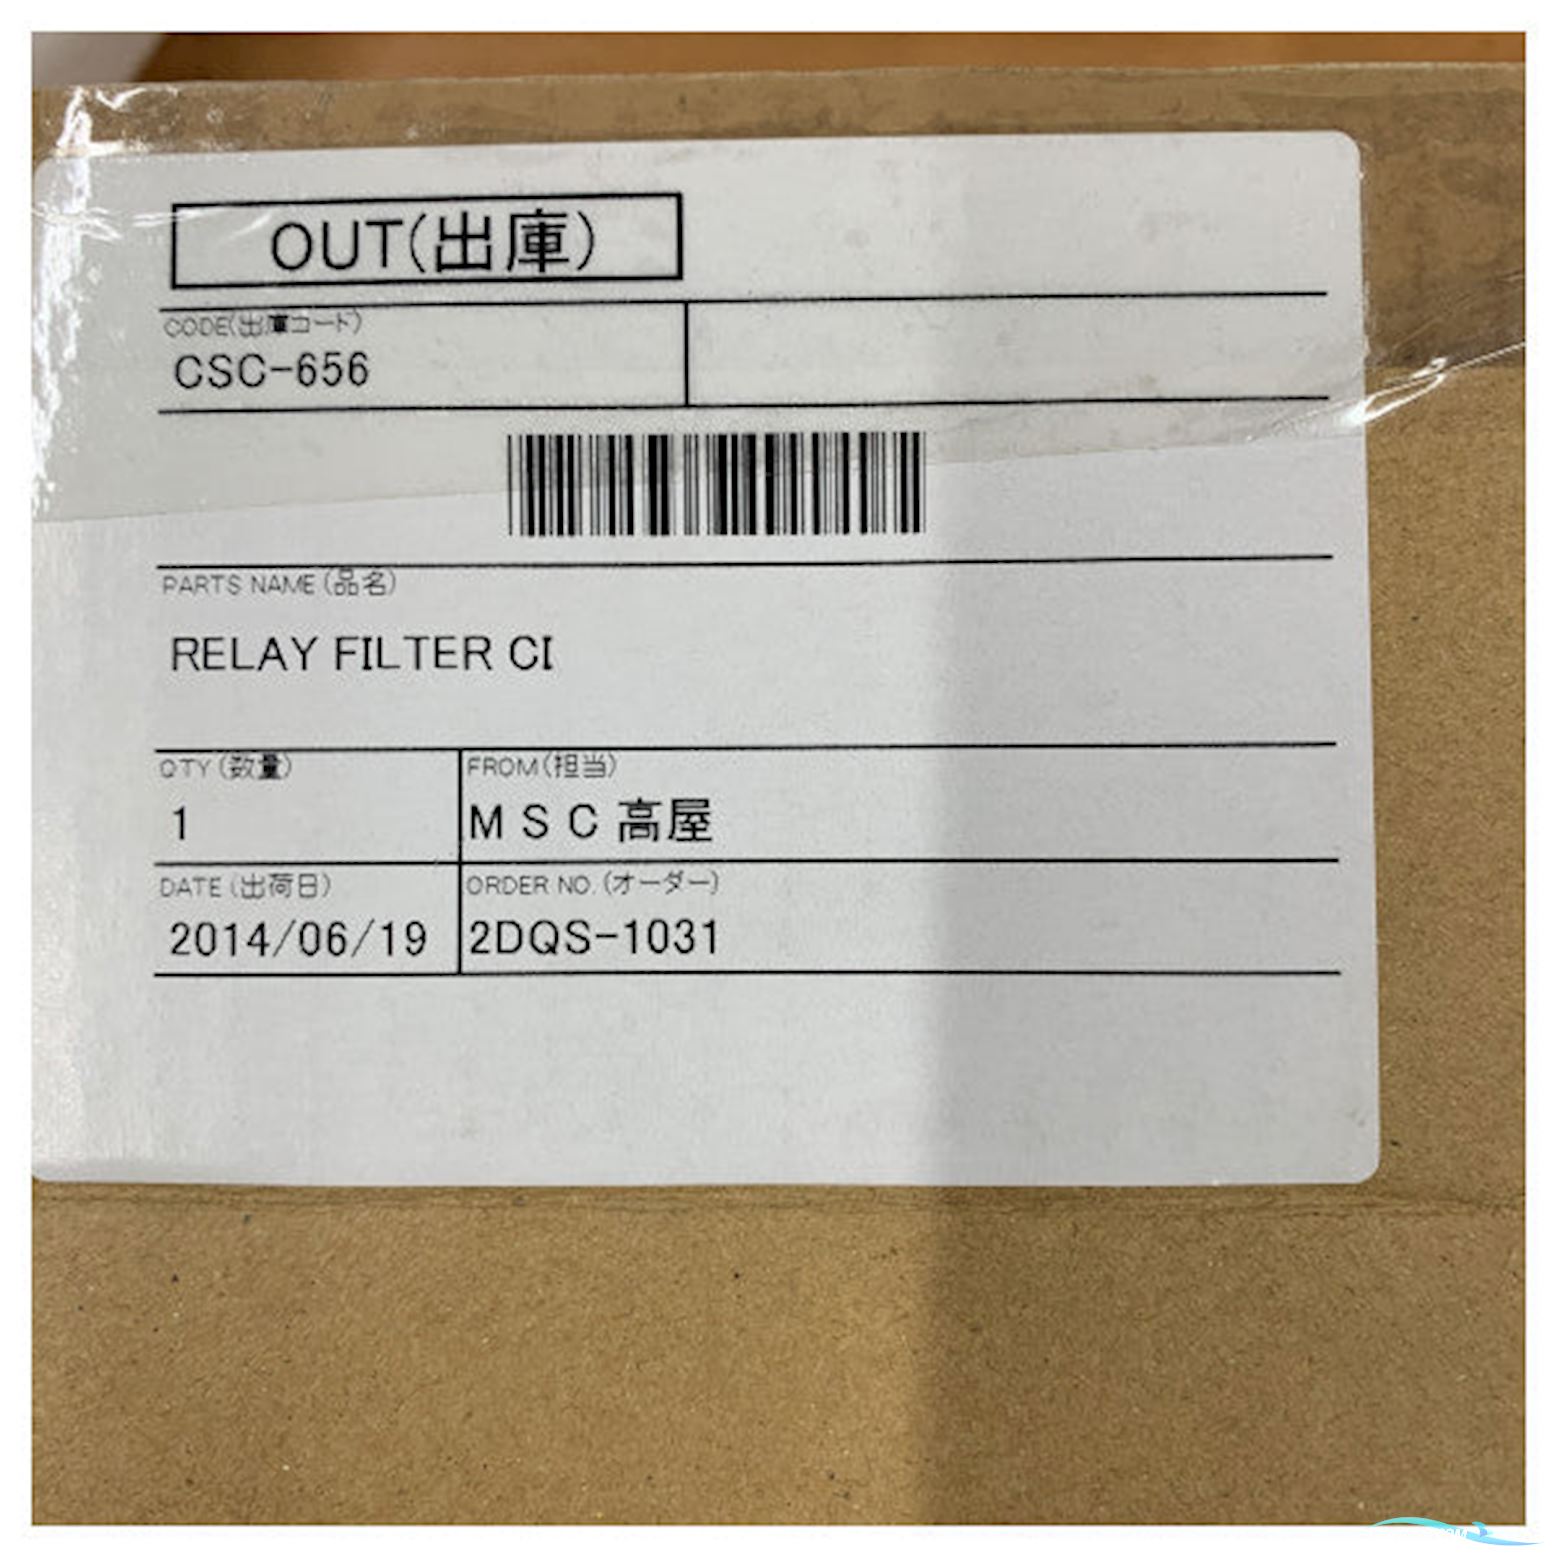 OUT(出庫)
CODE(出庫コード)
CSC-656
PARTS NAME(品名)
RELAY FILTER CI
QTY(数量)
FROM(担当)
1
MSC高屋
DATE(出荷日)
ORDER NO.(オーダー)
2014/06/19
2DQS-1031